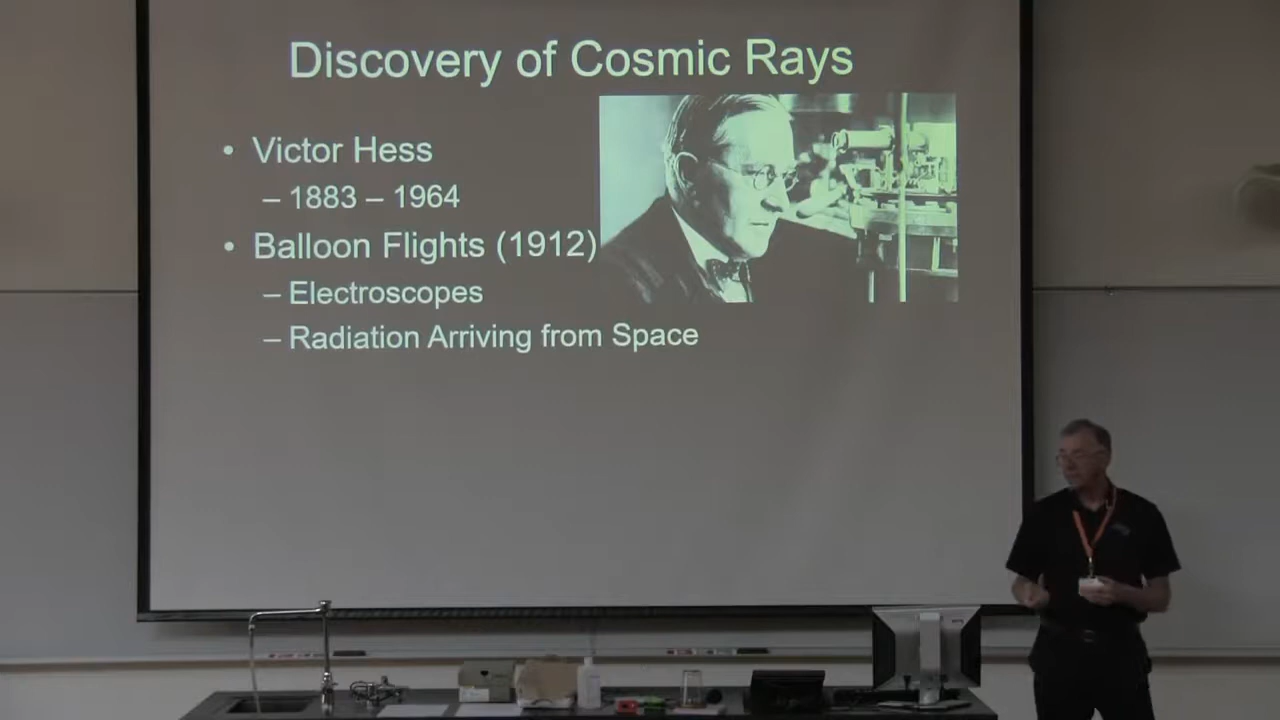 Discovery of Cosmic Rays
• Victor Hess
– 1883 – 1964
• Balloon Flights (1912)
– Electroscopes
– Radiation Arriving from Space